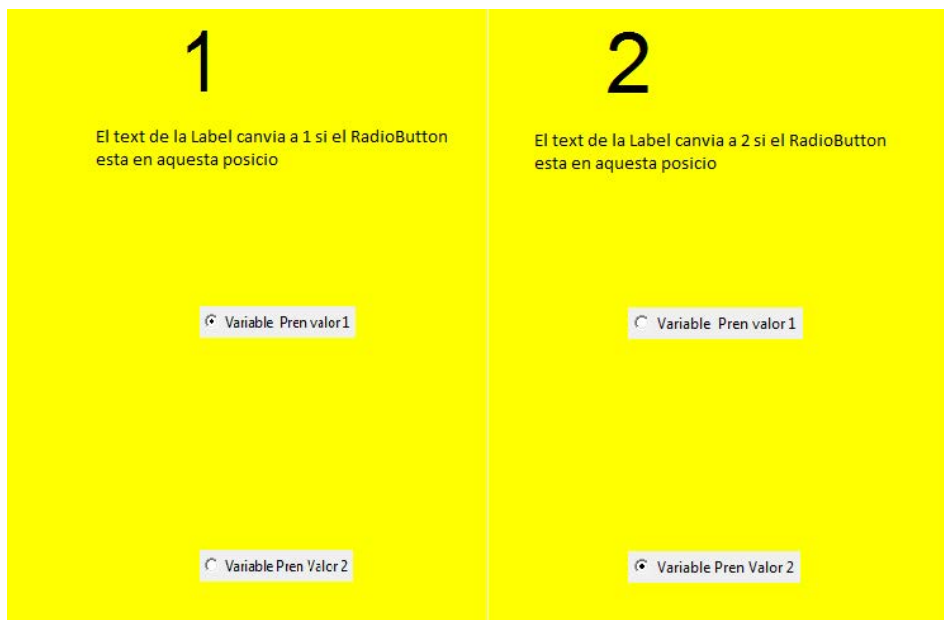 1
El text de la Label canvia a 1 si el RadioButton
esta en aquesta posicio
Variable Pren valor 1
Variable Pren Valor 2
2
El text de la Label canvia a 2 si el RadioButton
esta en aquesta posicio
Variable Pren valor 1
Variable Pren Valor 2